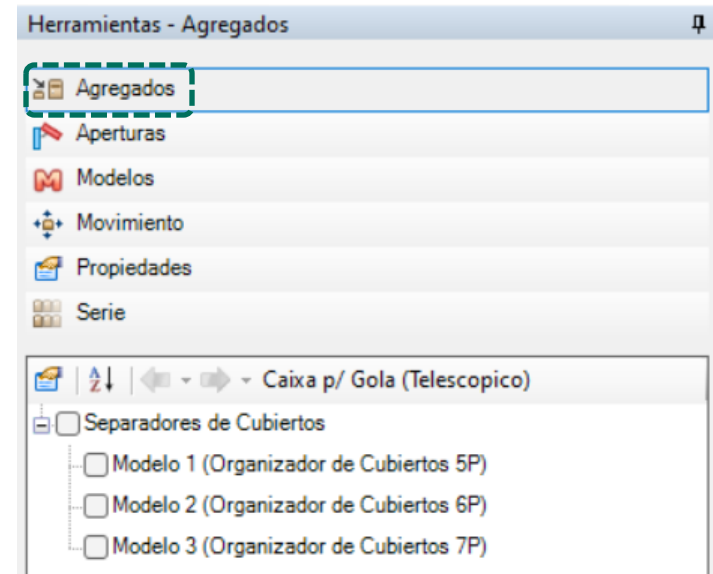 Herramientas - Agregados
Agregados
Aperturas
Modelos
Movimiento
Propiedades
Serie
Caixa p/ Gola (Telescopico)
Separadores de Cubiertos
Modelo 1 (Organizador de Cubiertos 5P)
Modelo 2 (Organizador de Cubiertos 6P)
Modelo 3 (Organizador de Cubiertos 7P)